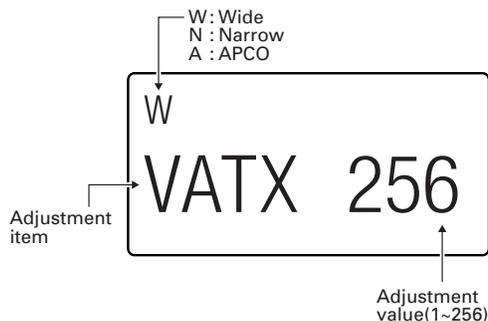 W : Wide
N : Narrow
A : APCO
W
VATX 256
Adjustment
item
Adjustment
value(1~256)